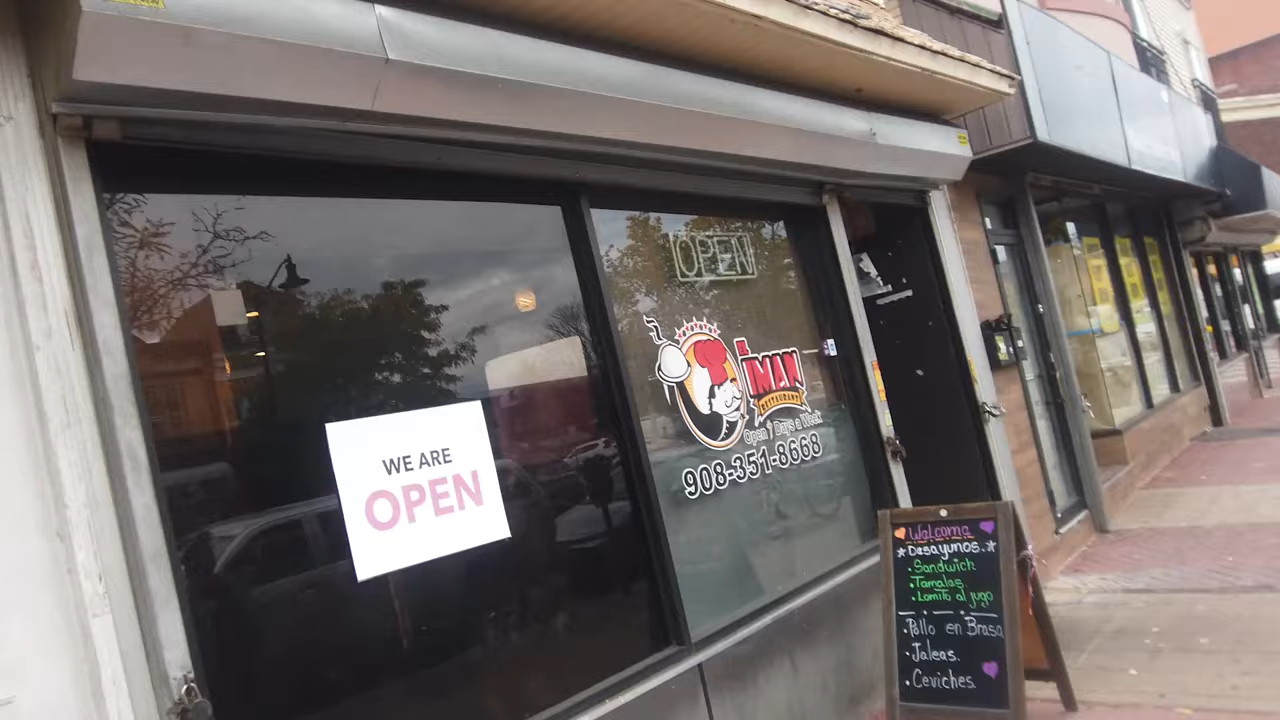 WE ARE
OPEN
OPEN
EL
IMAN
RESTAURANT
Open 7 Days a Week
908-351-8668
Welcome
★Desayunos.★
• Sandwich
• Tamales
• Lomito al jugo
• Pollo en Brasa
• Jaleas.
• Ceviches.